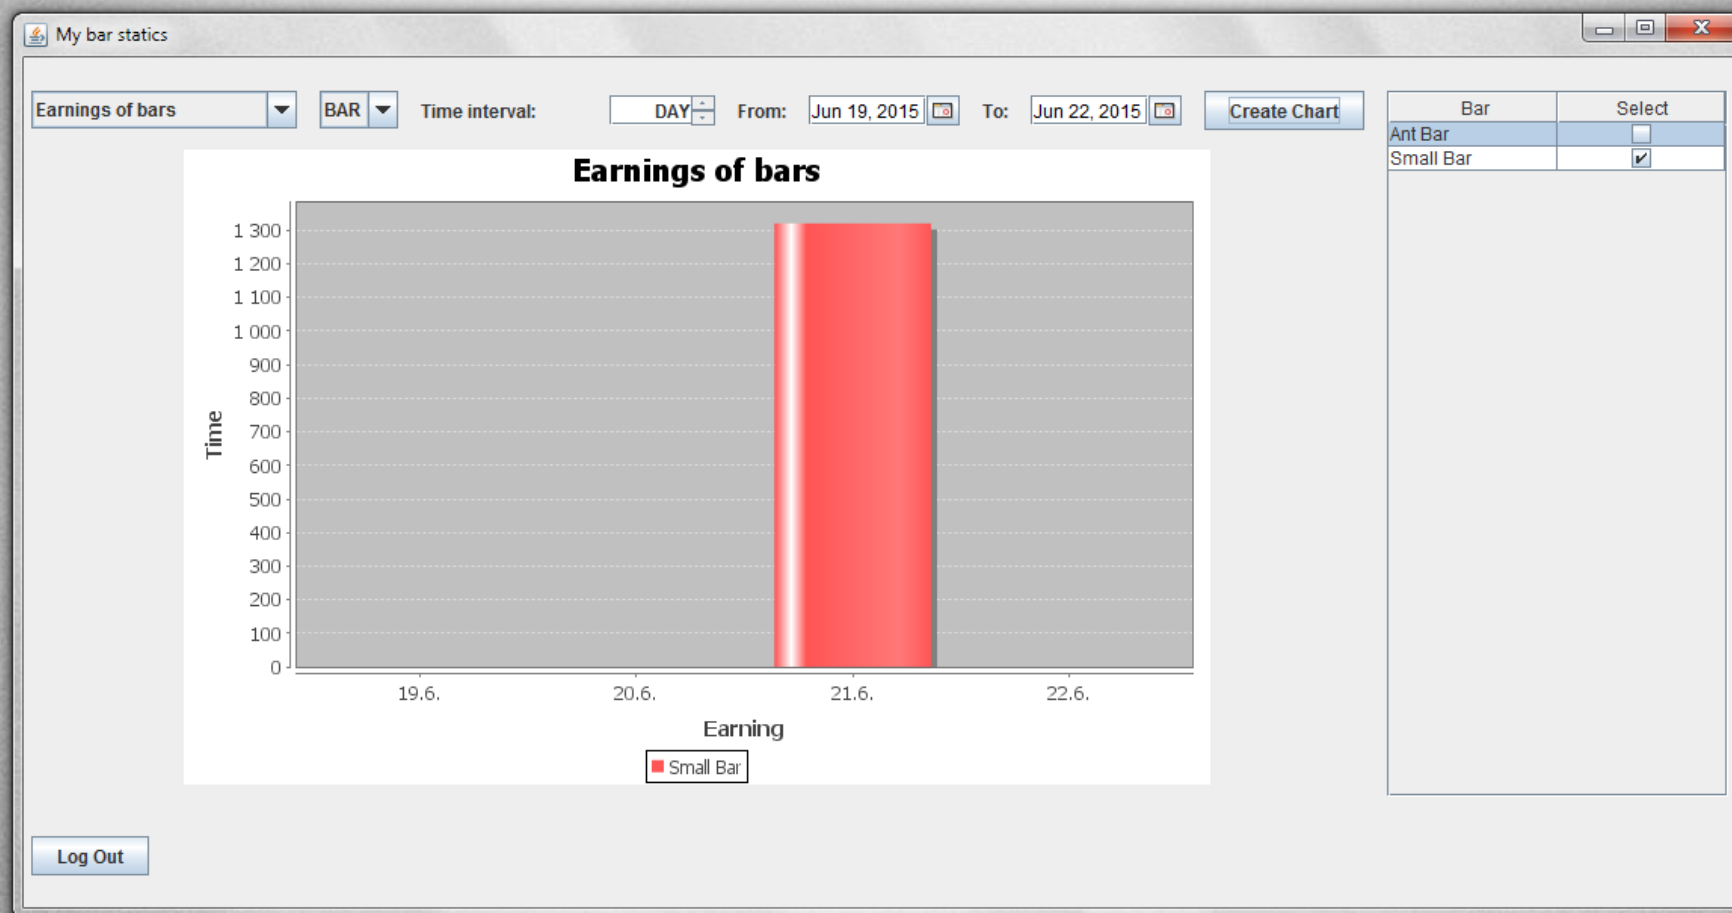 My bar statics
Earnings of bars BAR Time interval: DAY From: Jun 19, 2015 To: Jun 22, 2015 Create Chart
Bar Select
Ant Bar
Small Bar
Earnings of bars
1 300
1 200
1 100
1 000
900
800
700
600
500
400
300
200
100
0
Time
19.6. 20.6. 21.6. 22.6.
Earning
Small Bar
Log Out